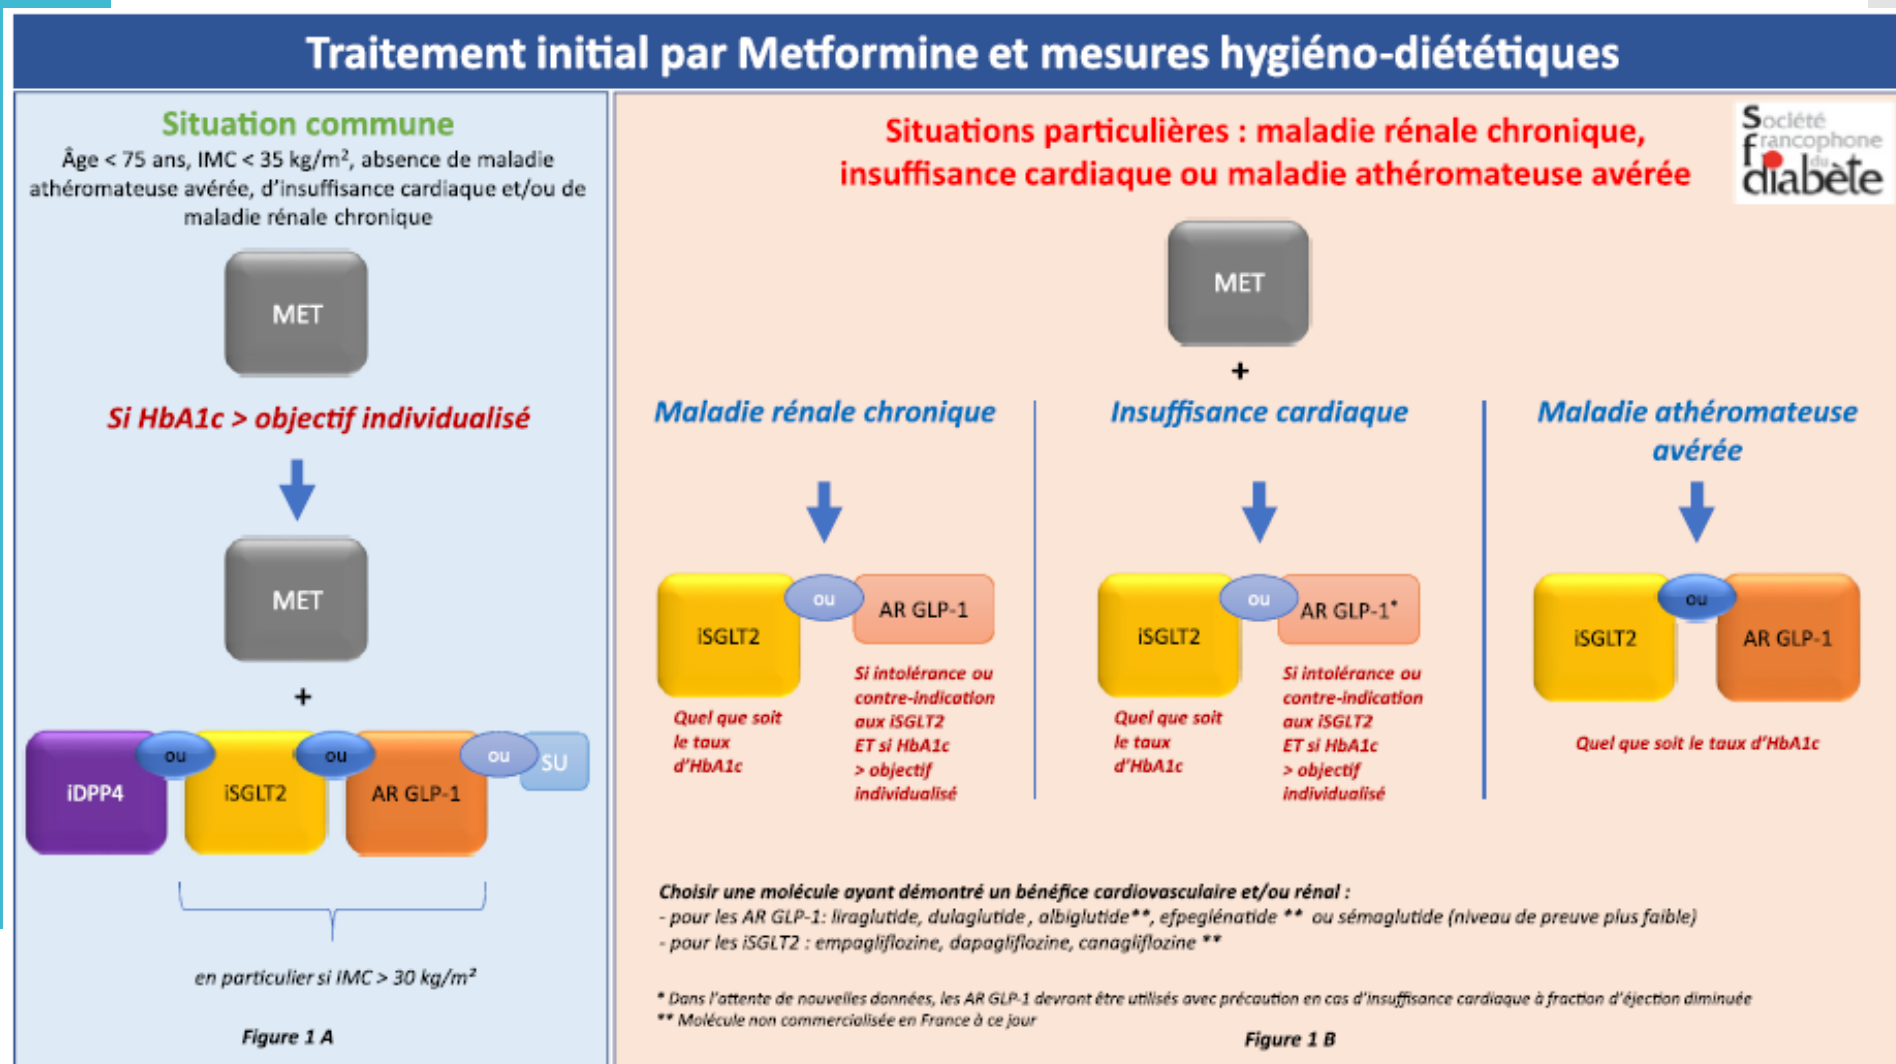 Traitement initial par Metformine et mesures hygiéno-diététiques
Situation commune
Âge < 75 ans, IMC < 35 kg/m², absence de maladie
athéromateuse avérée, d'insuffisance cardiaque et/ou de
maladie rénale chronique
MET
Si HbA1c > objectif individualisé
MET
+
iDPP4
ou
iSGLT2
ou
AR GLP-1
ou
SU
en particulier si IMC > 30 kg/m²
Figure 1 A
Situations particulières : maladie rénale chronique,
insuffisance cardiaque ou maladie athéromateuse avérée
Société
francophone
du
diabète
MET
+
Maladie rénale chronique
iSGLT2
ou
AR GLP-1
Quel que soit
le taux
d'HbA1c
Si intolérance ou
contre-indication
aux iSGLT2
ET si HbA1c
> objectif
individualisé
Insuffisance cardiaque
iSGLT2
ou
AR GLP-1*
Quel que soit
le taux
d'HbA1c
Si intolérance ou
contre-indication
aux iSGLT2
ET si HbA1c
> objectif
individualisé
Maladie athéromateuse
avérée
iSGLT2
ou
AR GLP-1
Quel que soit le taux d'HbA1c
Choisir une molécule ayant démontré un bénéfice cardiovasculaire et/ou rénal :
- pour les AR GLP-1: liraglutide, dulaglutide , albiglutide**, efpeglénatide ** ou sémaglutide (niveau de preuve plus faible)
- pour les iSGLT2 : empagliflozine, dapagliflozine, canagliflozine **
* Dans l'attente de nouvelles données, les AR GLP-1 devront être utilisés avec précaution en cas d'insuffisance cardiaque à fraction d'éjection diminuée
** Molécule non commercialisée en France à ce jour
Figure 1 B